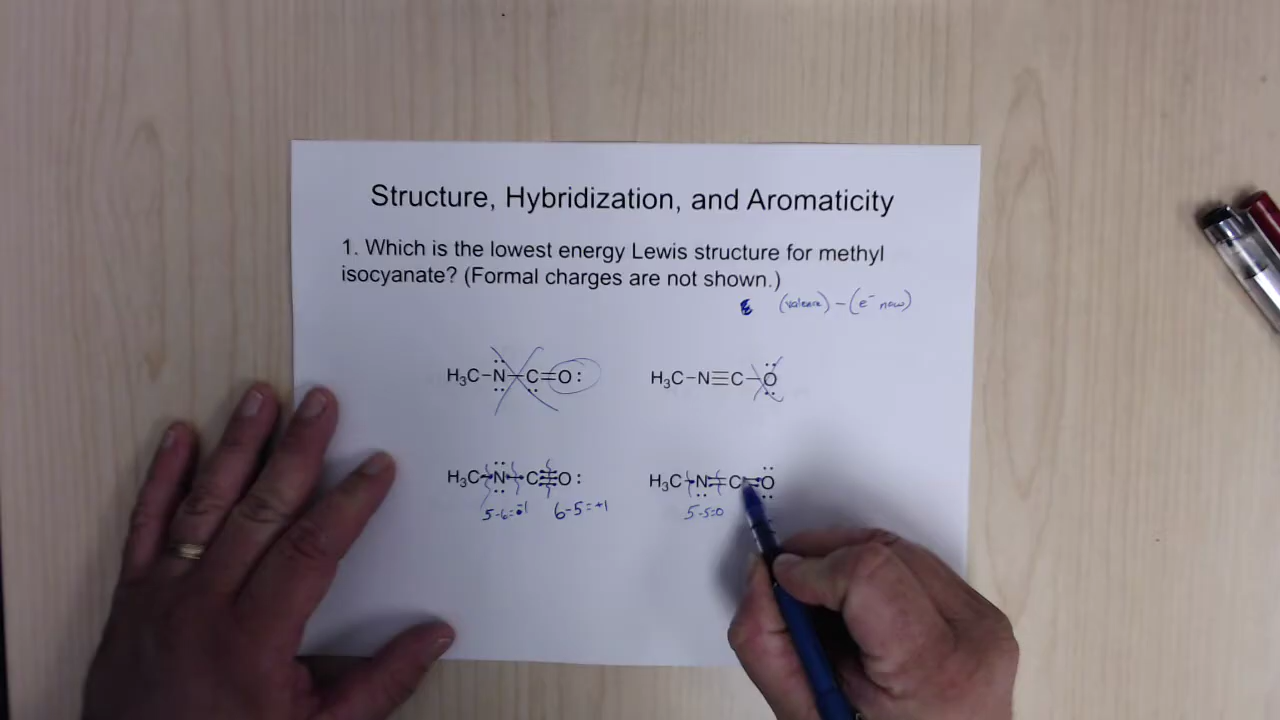 Structure, Hybridization, and Aromaticity
1. Which is the lowest energy Lewis structure for methyl
isocyanate? (Formal charges are not shown.)
(valence) - (e⁻ now)
H₃C-N-C=O:
H₃C-N≡C-O
H₃C-N-C≡O:
H₃C-N=C=O
5-6=-1 6-5=+1
5-5=0